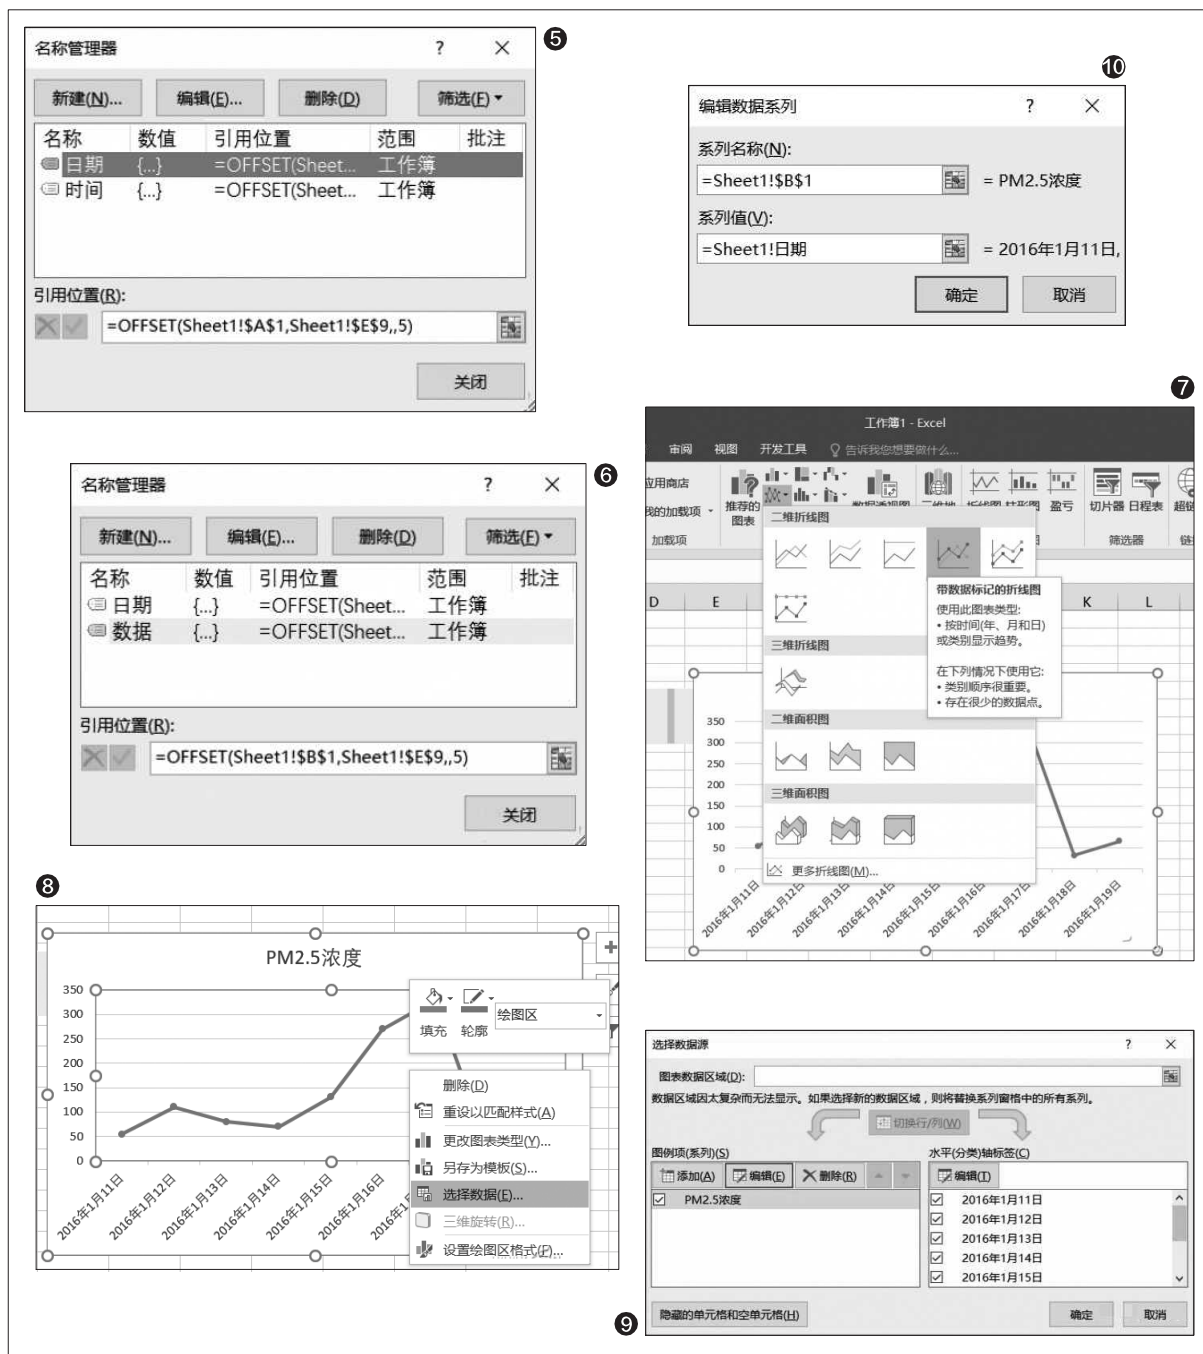 5
名称管理器 ? ×
新建(N)... 编辑(E)... 删除(D) 筛选(F)
名称 数值 引用位置 范围 批注
日期 {...} =OFFSET(Sheet... 工作簿
时间 {...} =OFFSET(Sheet... 工作簿
引用位置(R):
=OFFSET(Sheet1!$A$1,Sheet1!$E$9,,5)
关闭
10
编辑数据系列 ? ×
系列名称(N):
=Sheet1!$B$1 = PM2.5浓度
系列值(V):
=Sheet1!日期 = 2016年1月11日,
确定 取消
6
名称管理器 ? ×
新建(N)... 编辑(E)... 删除(D) 筛选(F)
名称 数值 引用位置 范围 批注
日期 {...} =OFFSET(Sheet... 工作簿
数据 {...} =OFFSET(Sheet... 工作簿
引用位置(R):
=OFFSET(Sheet1!$B$1,Sheet1!$E$9,,5)
关闭
7
工作簿1 - Excel
审阅 视图 开发工具 告诉我您想要做什么...
应用商店
我的加载项
加载项
推荐的
图表
盈亏 切片器 日程表 超链
筛选器
二维折线图
带数据标记的折线图
使用此图表类型:
• 按时间(年、月和日)
或类别显示趋势。
在下列情况下使用它:
• 类别顺序很重要。
• 存在很少的数据点。
三维折线图
二维面积图
三维面积图
更多折线图(M)...
D E K L
350
300
250
200
150
100
50
0
2016年1月11日 2016年1月12日 2016年1月13日 2016年1月14日 2016年1月15日 2016年1月16日 2016年1月17日 2016年1月18日 2016年1月19日
8
PM2.5浓度
350
300
250
200
150
100
50
0
2016年1月11日 2016年1月12日 2016年1月13日 2016年1月14日 2016年1月15日 2016年1月16日
填充 轮廓 绘图区
删除(D)
重设以匹配样式(A)
更改图表类型(Y)...
另存为模板(S)...
选择数据(E)...
三维旋转(R)...
设置绘图区格式(F)...
9
选择数据源 ? ×
图表数据区域(D):
数据区域因太复杂而无法显示。如果选择新的数据区域，则将替换系列窗格中的所有系列。
切换行/列(W)
图例项(系列)(S)
添加(A) 编辑(E) 删除(R)
PM2.5浓度
水平(分类)轴标签(C)
编辑(T)
2016年1月11日
2016年1月12日
2016年1月13日
2016年1月14日
2016年1月15日
隐藏的单元格和空单元格(H) 确定 取消